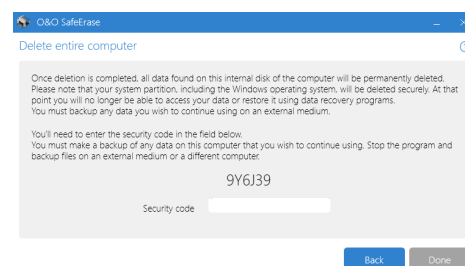 O&O SafeErase
Delete entire computer
Once deletion is completed, all data found on this internal disk of the computer will be permanently deleted.
Please note that your system partition, including the Windows operating system, will be deleted securely. At that
point you will no longer be able to access your data or restore it using data recovery programs.
You must backup any data you wish to continue using on an external medium.
You'll need to enter the security code in the field below.
You must make a backup of any data on this computer that you wish to continue using. Stop the program and
backup files on an external medium or a different computer.
9Y6J39
Security code
Back Done